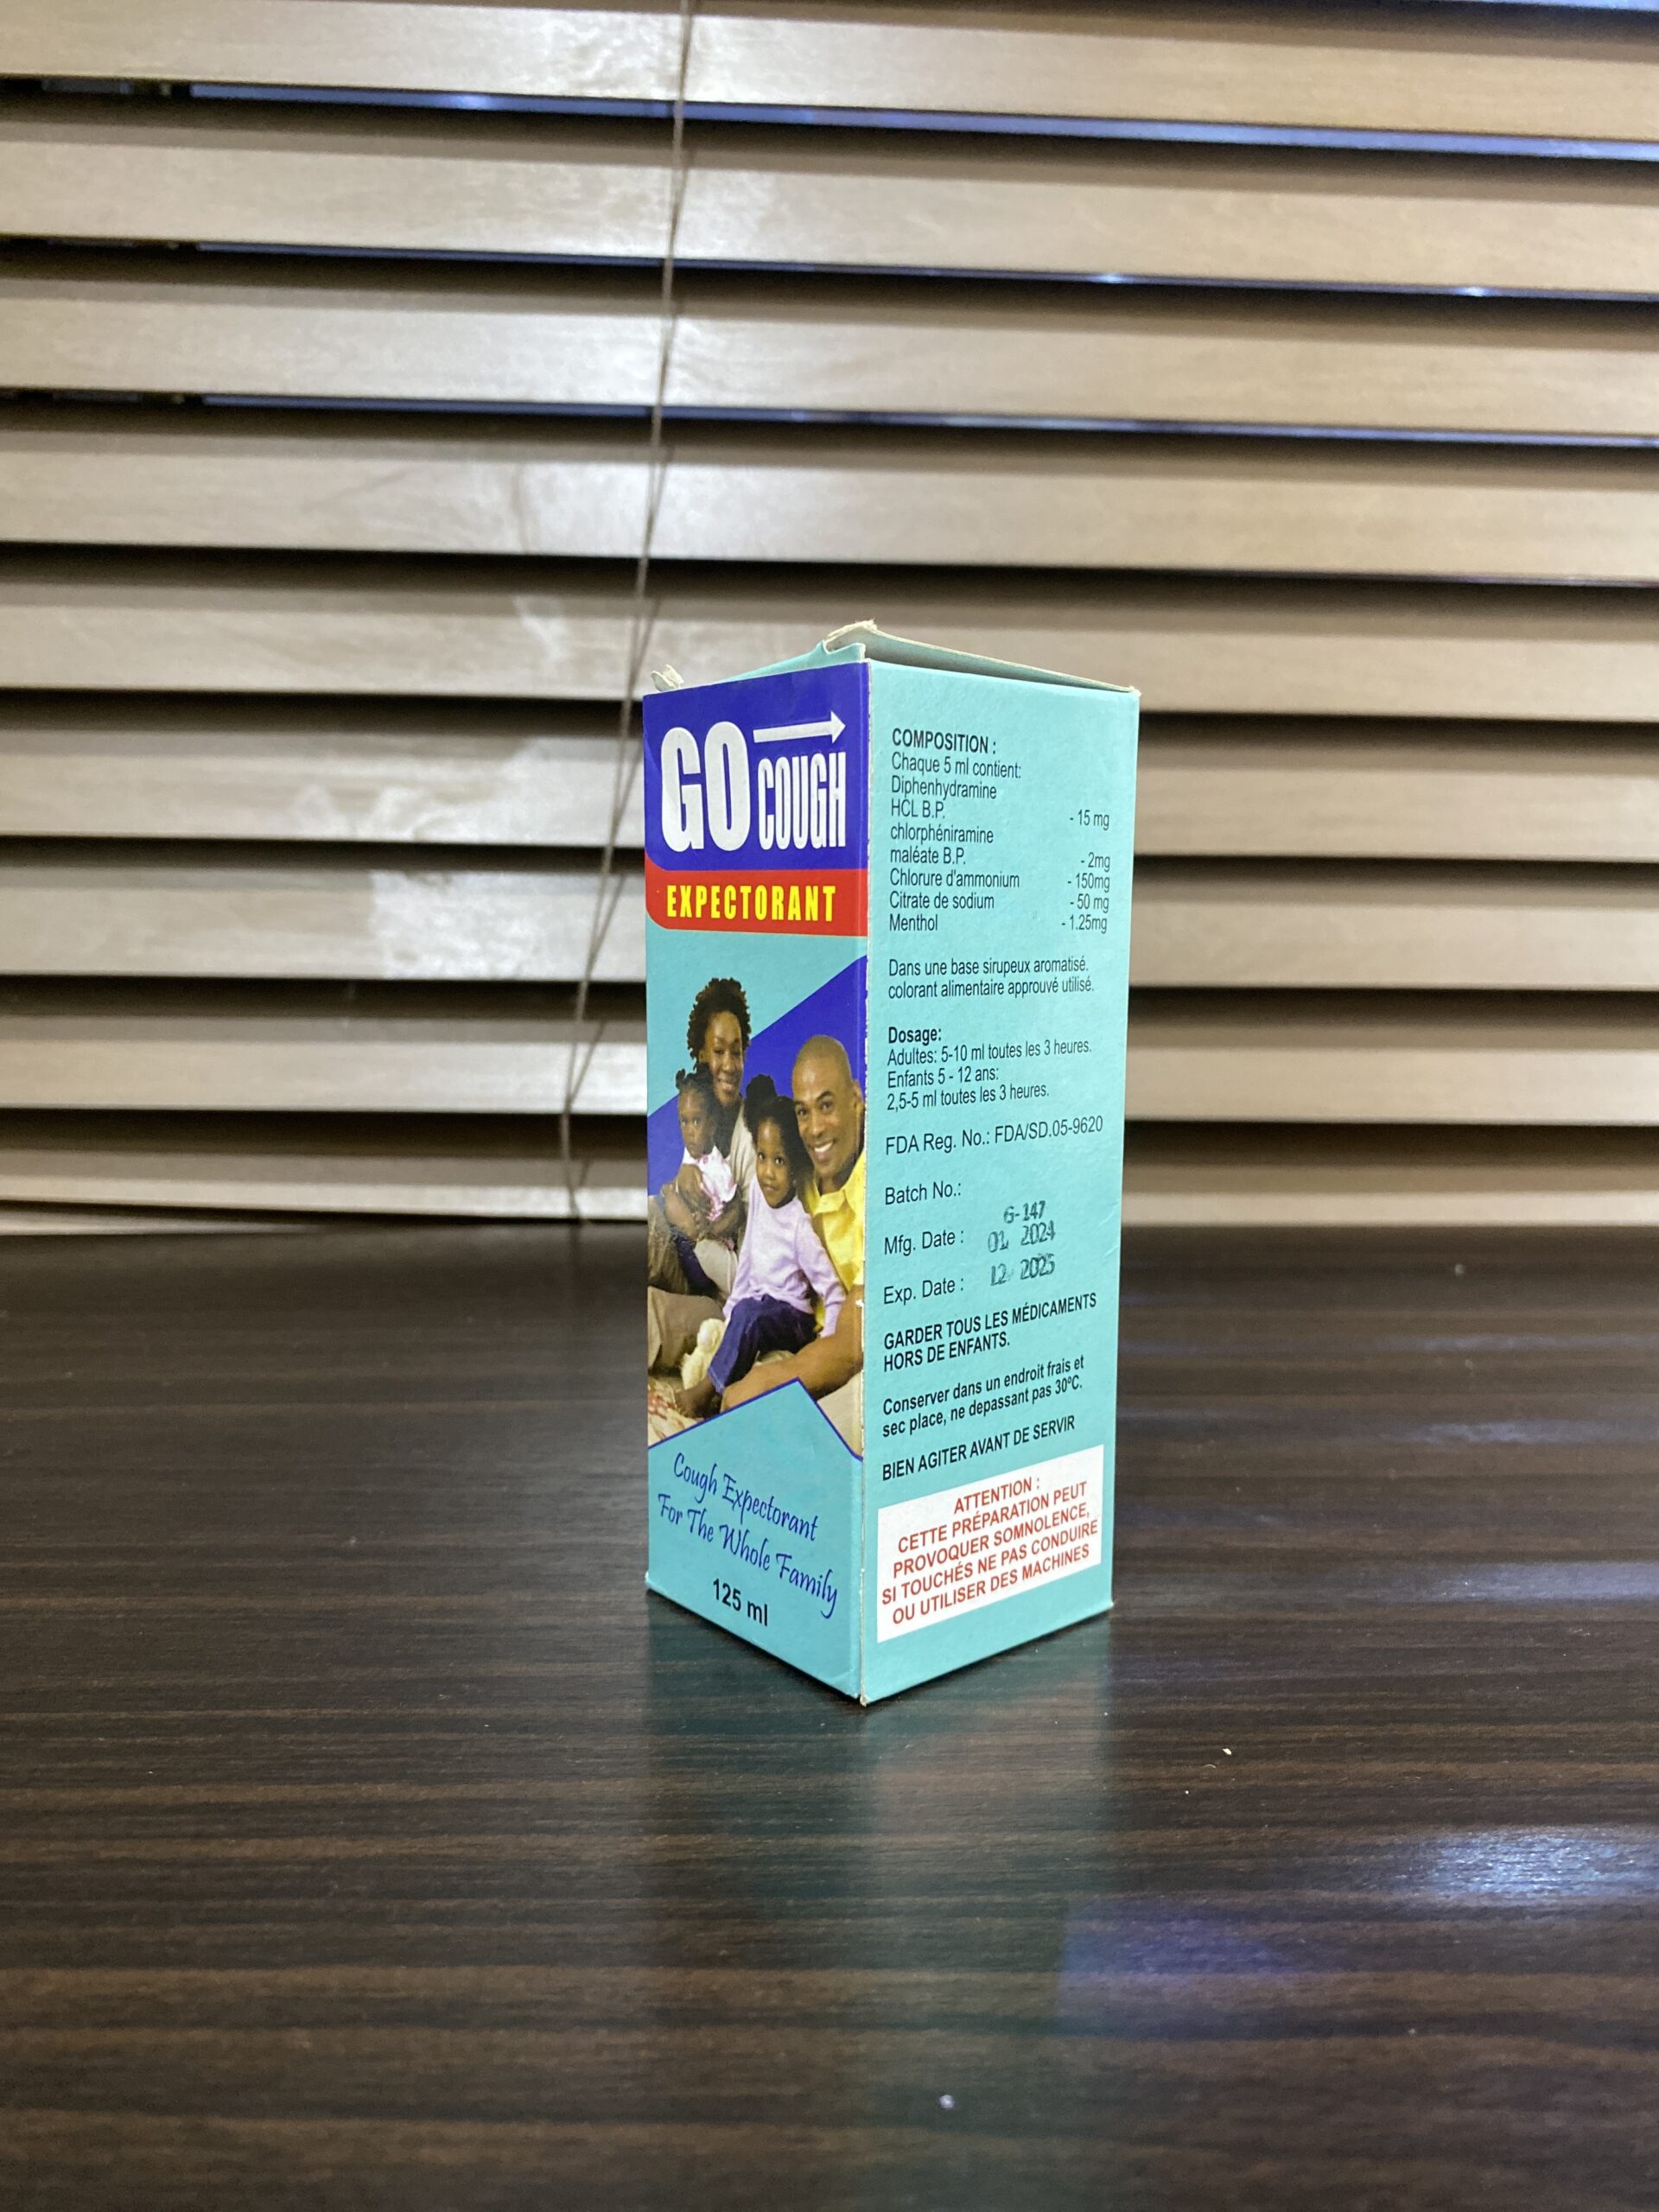 GO
COUGH
EXPECTORANT
Cough Expectorant
For The Whole Family
125 ml
COMPOSITION :
Chaque 5 ml contient:
Diphenhydramine
HCL B.P. - 15 mg
chlorphéniramine
maléate B.P. - 2mg
Chlorure d'ammonium - 150mg
Citrate de sodium - 50 mg
Menthol - 1.25mg
Dans une base sirupeux aromatisé.
colorant alimentaire approuvé utilisé.
Dosage:
Adultes: 5-10 ml toutes les 3 heures.
Enfants 5 - 12 ans:
2,5-5 ml toutes les 3 heures.
FDA Reg. No.: FDA/SD.05-9620
Batch No.: G-147
Mfg. Date : 01 2024
Exp. Date : 12 2025
GARDER TOUS LES MÉDICAMENTS
HORS DE ENFANTS.
Conserver dans un endroit frais et
sec place, ne depassant pas 30ºC.
BIEN AGITER AVANT DE SERVIR
ATTENTION :
CETTE PRÉPARATION PEUT
PROVOQUER SOMNOLENCE,
SI TOUCHÉS NE PAS CONDUIRE
OU UTILISER DES MACHINES